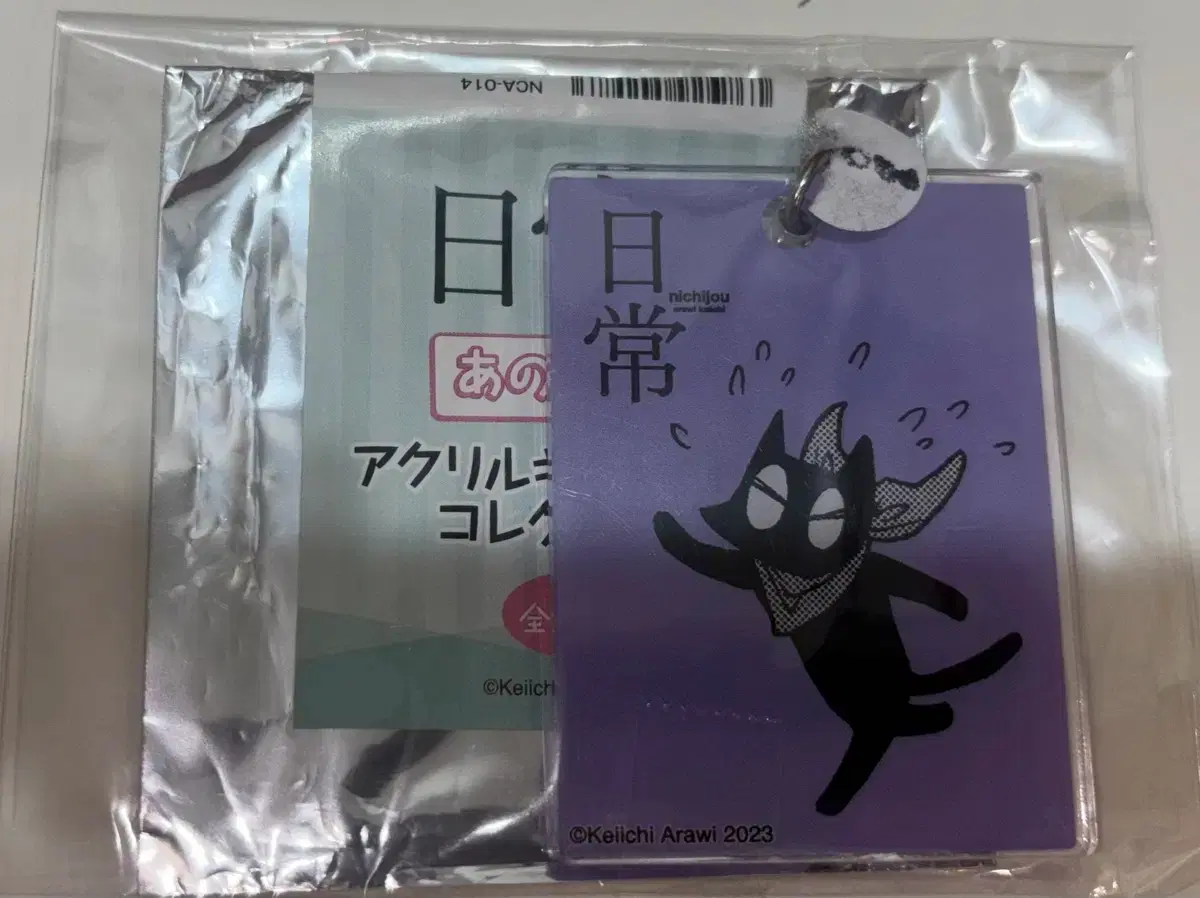 NCA-014
日
あの
アクリルキ
コレク
全
©Keiich
日常
nichijou
©Keiichi Arawi 2023